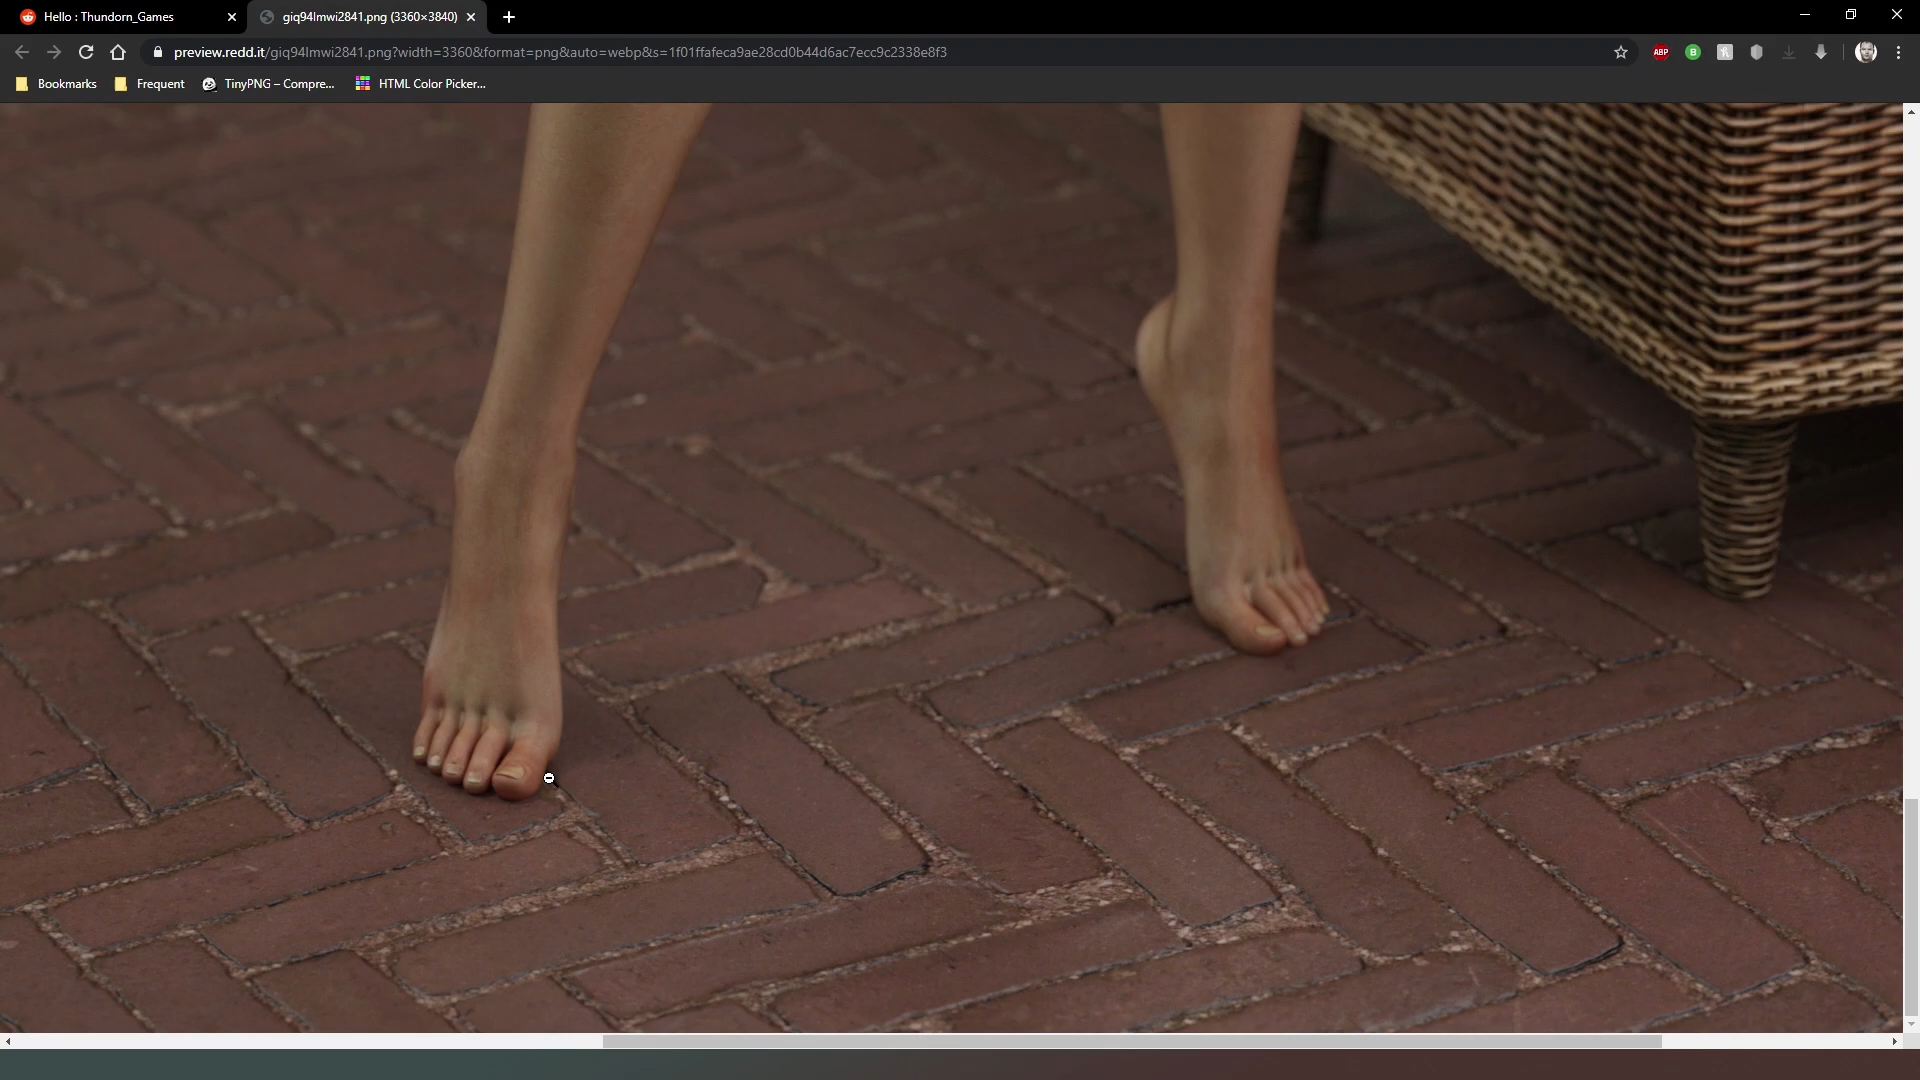 Hello : Thundorn_Games
giq94lmwi2841.png (3360×3840)
preview.redd.it/giq94lmwi2841.png?width=3360&format=png&auto=webp&s=1f01ffafeca9ae28cd0b44d6ac7ecc9c2338e8f3
ABP
B
Bookmarks
Frequent
TinyPNG – Compre...
HTML Color Picker...